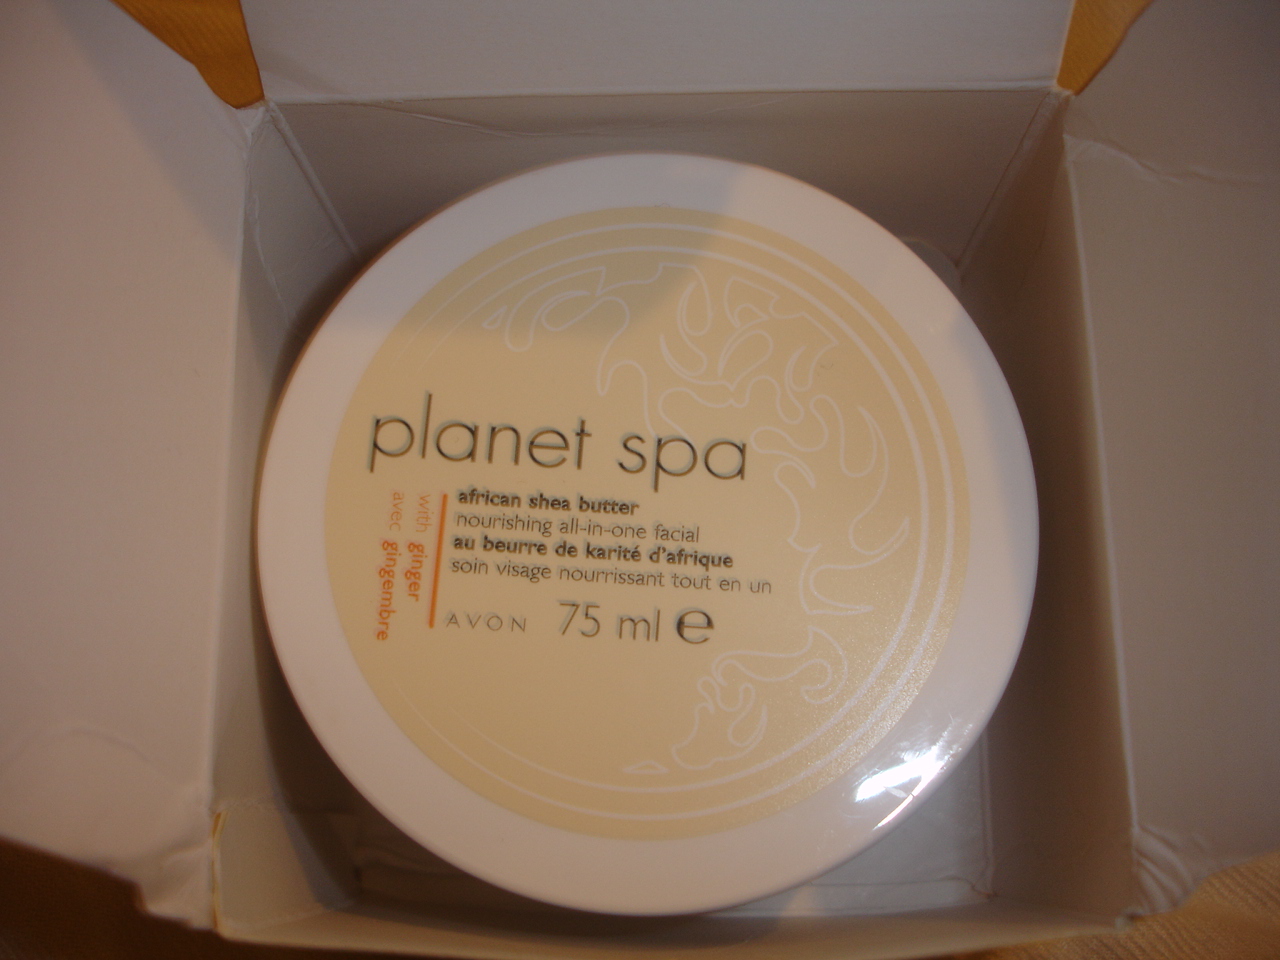 planet spa
with ginger
avec gingembre
african shea butter
nourishing all-in-one facial
au beurre de karité d'afrique
soin visage nourrissant tout en un
AVON 75 ml e